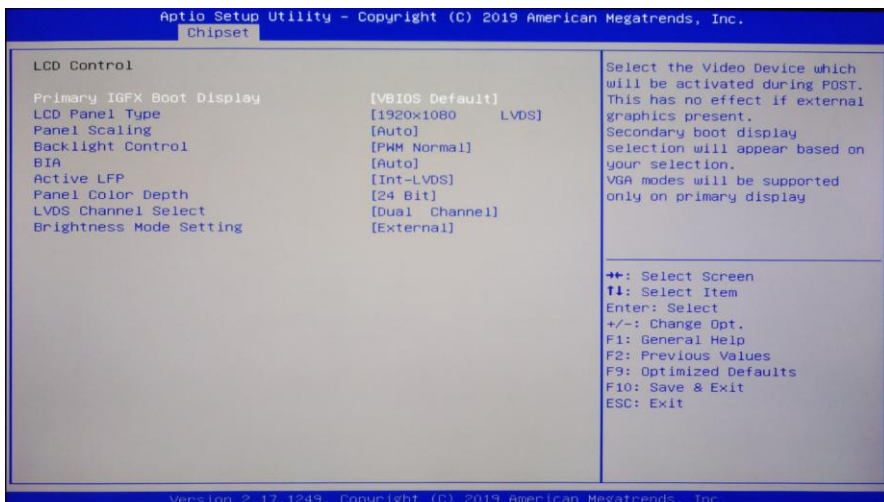 Aptio Setup Utility - Copyright (C) 2019 American Megatrends, Inc.
Chipset
LCD Control
Primary IGFX Boot Display [VBIOS Default]
LCD Panel Type [1920x1080 LVDS]
Panel Scaling [Auto]
Backlight Control [PWM Normal]
BIA [Auto]
Active LFP [Int-LVDS]
Panel Color Depth [24 Bit]
LVDS Channel Select [Dual Channel]
Brightness Mode Setting [External]
Select the Video Device which
will be activated during POST.
This has no effect if external
graphics present.
Secondary boot display
selection will appear based on
your selection.
VGA modes will be supported
only on primary display
→←: Select Screen
↑↓: Select Item
Enter: Select
+/-: Change Opt.
F1: General Help
F2: Previous Values
F9: Optimized Defaults
F10: Save & Exit
ESC: Exit
Version 2.17.1249. Copyright (C) 2019 American Megatrends, Inc.